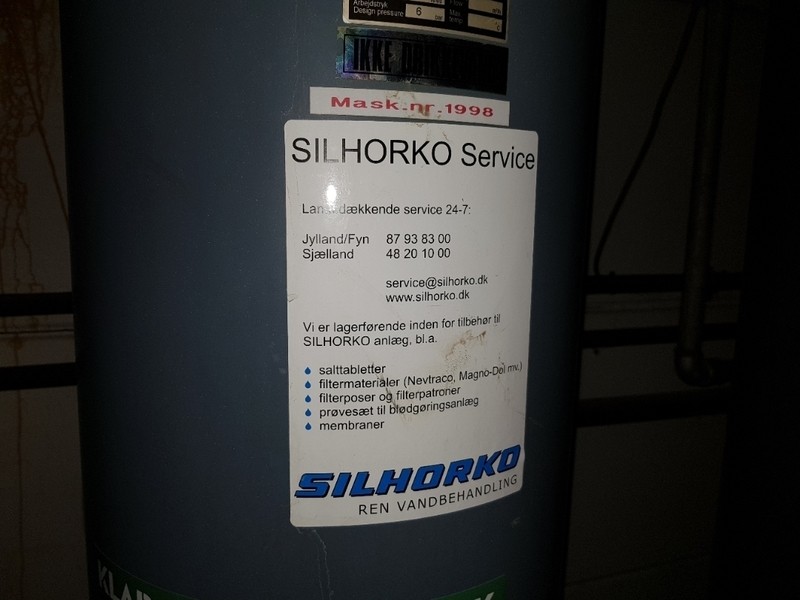 Arbejdstryk
Design pressure 6 bar
IKKE
Mask.nr.1998
SILHORKO Service
Landsdækkende service 24-7:
Jylland/Fyn 87 93 83 00
Sjælland 48 20 10 00
service@silhorko.dk
www.silhorko.dk
Vi er lagerførende inden for tilbehør til
SILHORKO anlæg, bl.a.
salttabletter
filtermaterialer (Nevtraco, Magno-Dol mv.)
filterposer og filterpatroner
prøvesæt til blødgøringsanlæg
membraner
SILHORKO
REN VANDBEHANDLING